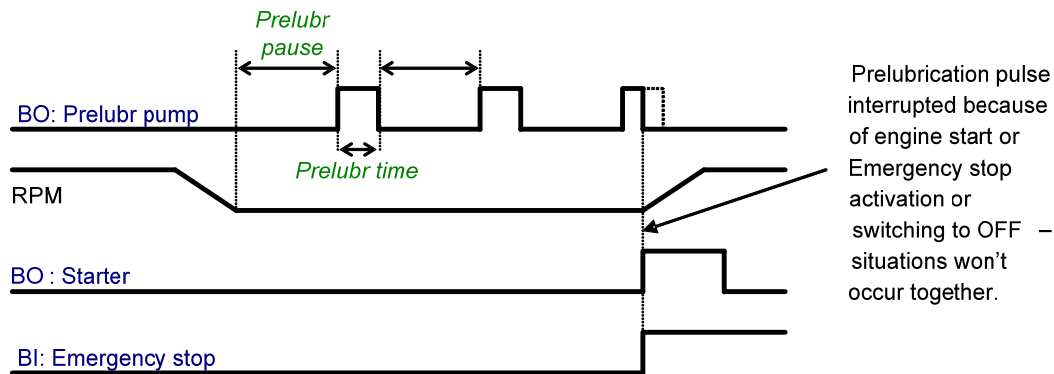 Prelubr
pause
BO: Prelubr pump
Prelubr time
RPM
BO : Starter
BI: Emergency stop
Prelubrication pulse
interrupted because
of engine start or
Emergency stop
activation or
switching to OFF –
situations won't
occur together.